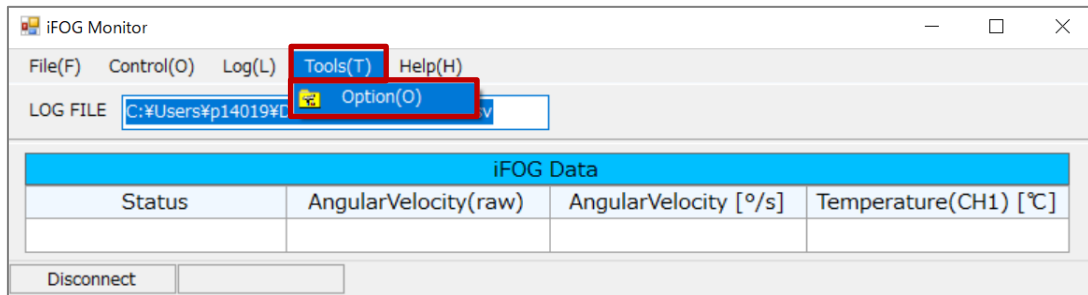 iFOG Monitor
File(F) Control(O) Log(L) Tools(T) Help(H)
Option(O)
LOG FILE C:¥Users¥p14019¥D
iFOG Data
Status AngularVelocity(raw) AngularVelocity [°/s] Temperature(CH1) [℃]
Disconnect